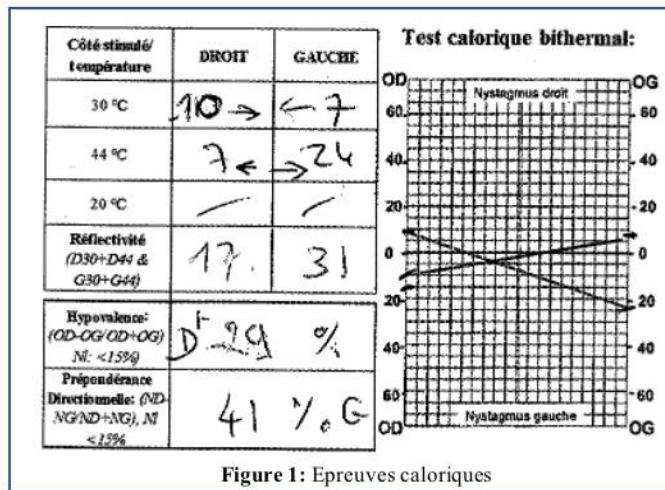 Test calorique bithermal:
Côté stimulé/ température
DROIT
GAUCHE
30 °C
10 → ← 7
44 °C
7 ← → 24
20 °C
Réflectivité
(D30+D44 &
G30+G44)
17.
31
Hypovalence:
(OD-OG/OD+OG)
Nl: <15%)
29 %
Prépondérance
Directionnelle: (ND-
NG/ND+NG), Nl
<15%
41 % G
OD
OG
Nystagmus droit
60
60
40
40
20
20
0
0
20
20
40
40
60
60
Nystagmus gauche
OD
OG
Figure 1: Epreuves caloriques